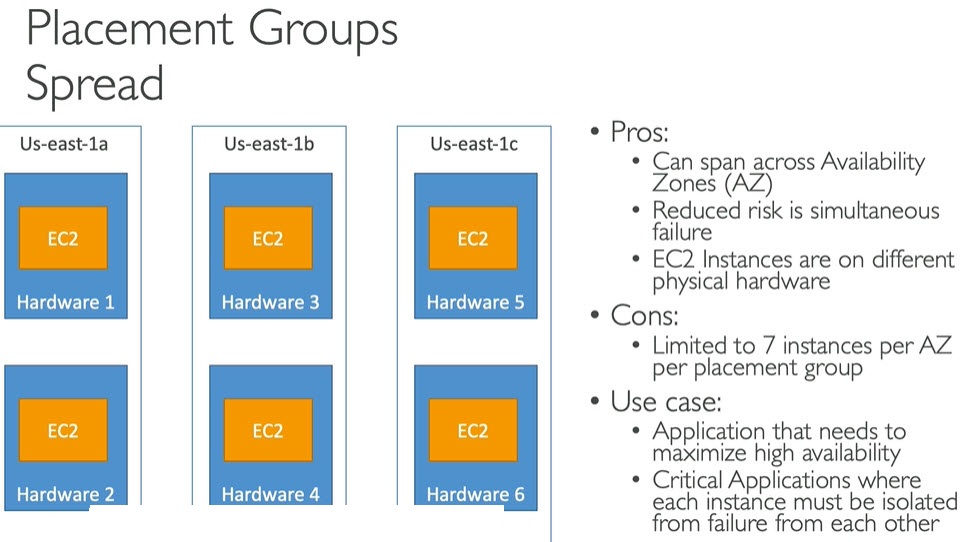 Placement Groups
Spread
Us-east-1a
Us-east-1b
Us-east-1c
EC2
EC2
EC2
Hardware 1
Hardware 3
Hardware 5
EC2
EC2
EC2
Hardware 2
Hardware 4
Hardware 6
• Pros:
• Can span across Availability
Zones (AZ)
• Reduced risk is simultaneous
failure
• EC2 Instances are on different
physical hardware
• Cons:
• Limited to 7 instances per AZ
per placement group
• Use case:
• Application that needs to
maximize high availability
• Critical Applications where
each instance must be isolated
from failure from each other